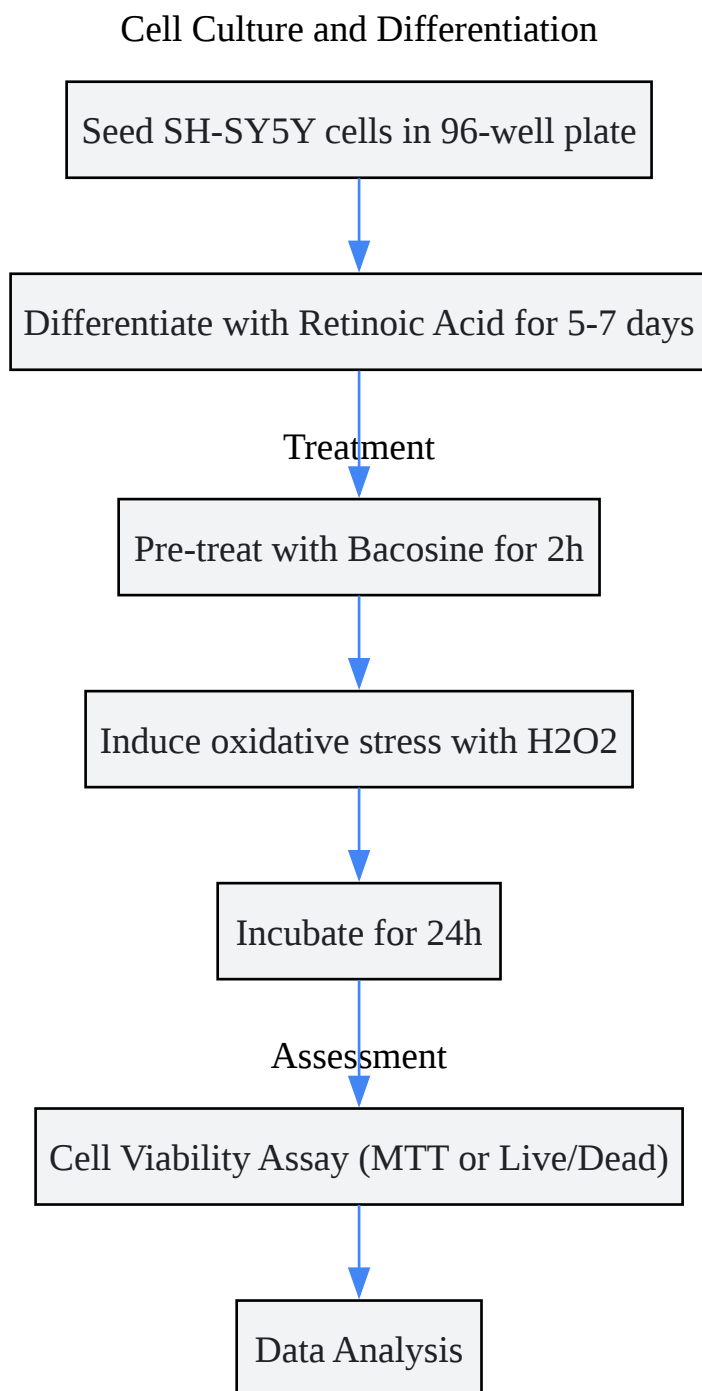 Cell Culture and Differentiation
Seed SH-SY5Y cells in 96-well plate
Differentiate with Retinoic Acid for 5-7 days
Treatment
Pre-treat with Bacosine for 2h
Induce oxidative stress with H2O2
Incubate for 24h
Assessment
Cell Viability Assay (MTT or Live/Dead)
Data Analysis